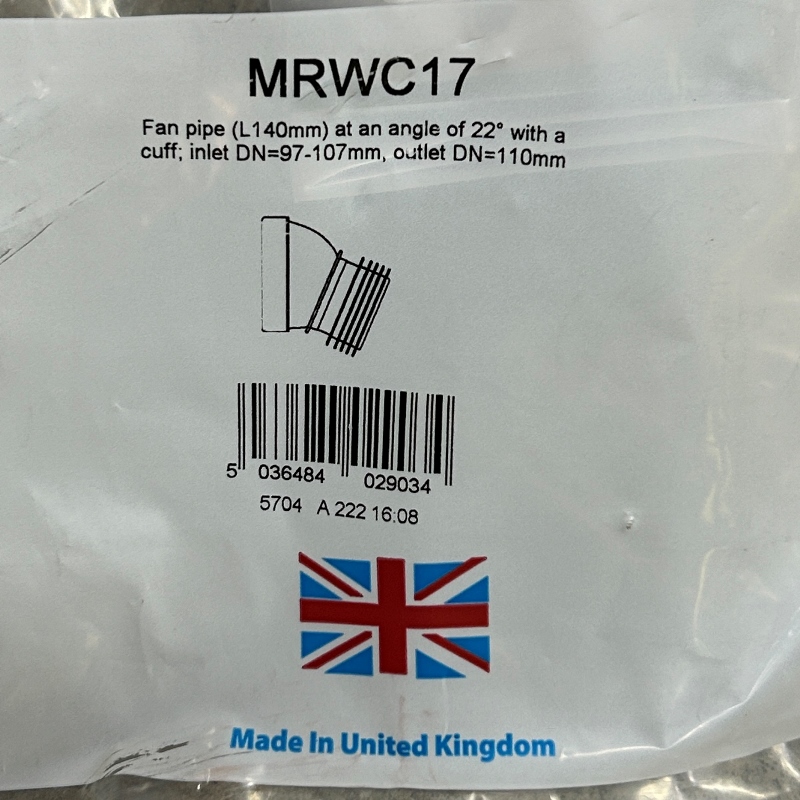 MRWC17
Fan pipe (L140mm) at an angle of 22° with a
cuff; inlet DN=97-107mm, outlet DN=110mm
5 036484 029034
5704 A 222 16:08
Made In United Kingdom